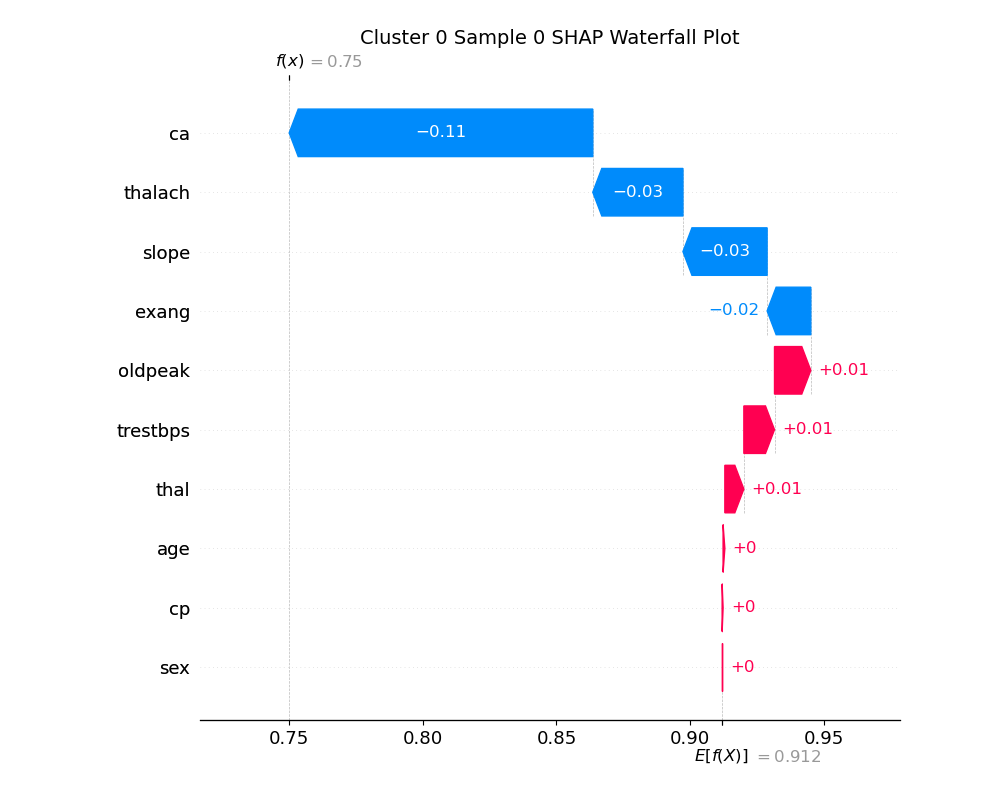 Cluster 0 Sample 0 SHAP Waterfall Plot
f(x) = 0.75
ca −0.11
thalach −0.03
slope −0.03
exang −0.02
oldpeak +0.01
trestbps +0.01
thal +0.01
age +0
cp +0
sex +0
0.75 0.80 0.85 0.90 0.95
E[f(X)] = 0.912